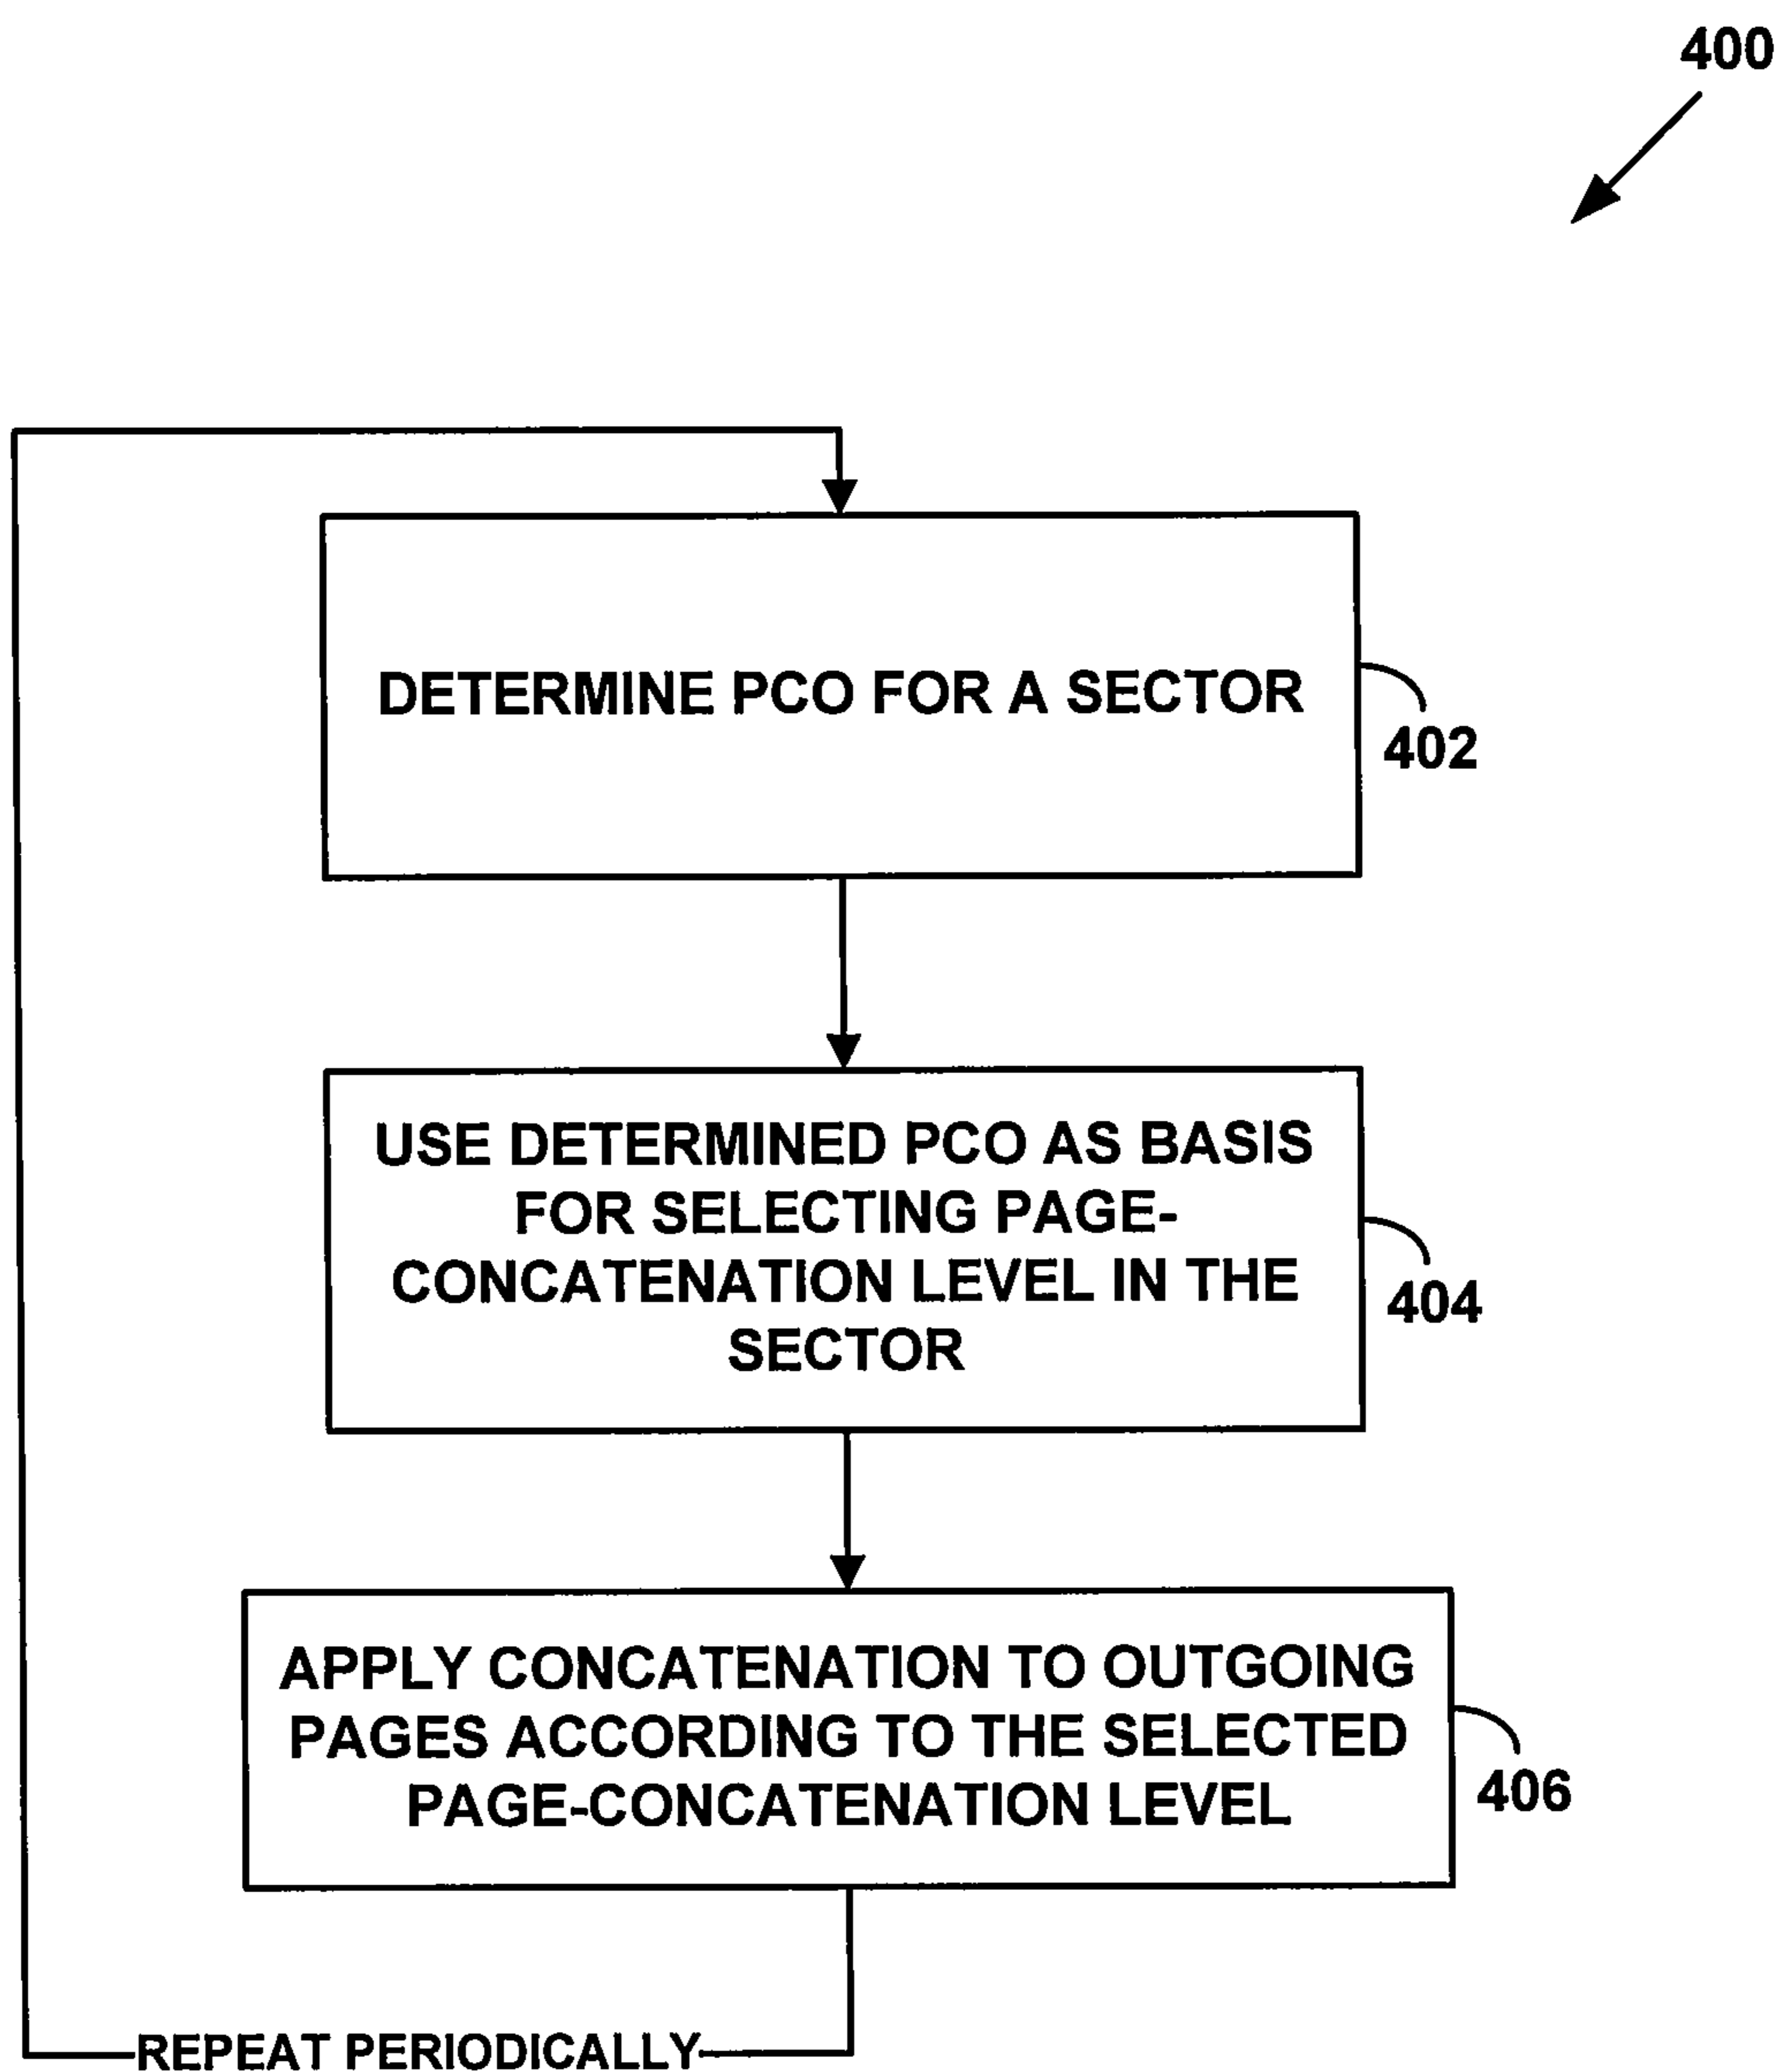 400
DETERMINE PCO FOR A SECTOR
402
USE DETERMINED PCO AS BASIS
FOR SELECTING PAGE-
CONCATENATION LEVEL IN THE
SECTOR
404
APPLY CONCATENATION TO OUTGOING
PAGES ACCORDING TO THE SELECTED
PAGE-CONCATENATION LEVEL
406
REPEAT PERIODICALLY